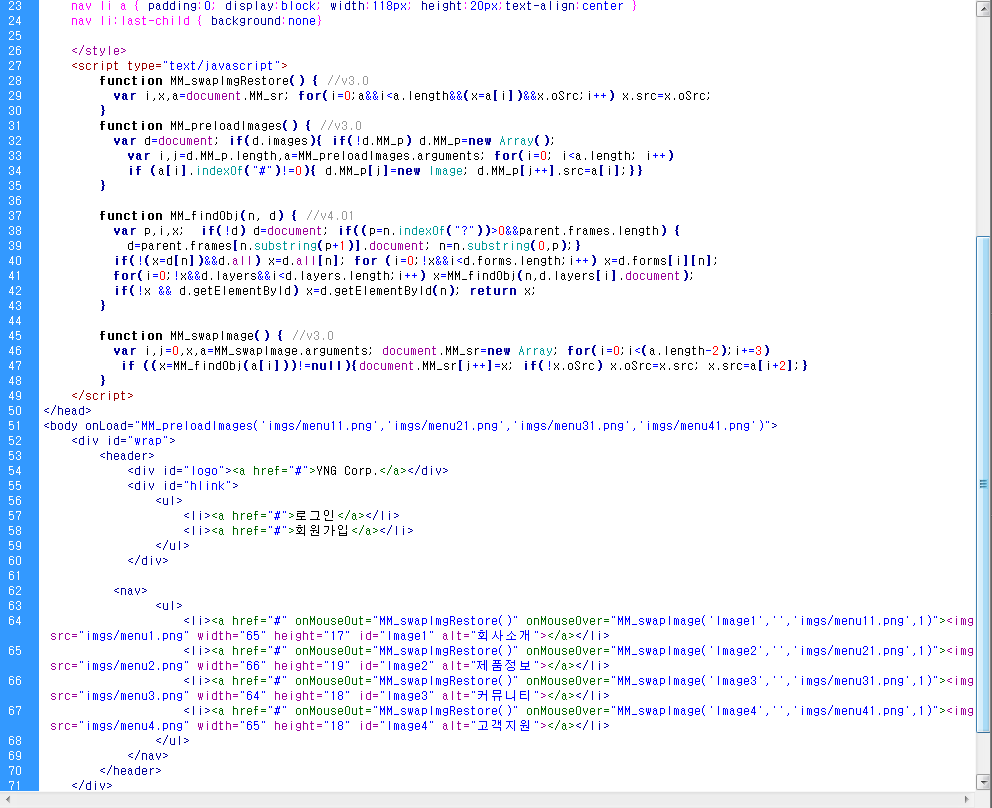 23 nav li a { padding:0; display:block; width:118px; height:20px;text-align:center }
24 nav li:last-child { background:none}
25
26 </style>
27 <script type="text/javascript">
28 function MM_swapImgRestore() { //v3.0
29 var i,x,a=document.MM_sr; for(i=0;a&&i<a.length&&(x=a[i])&&x.oSrc;i++) x.src=x.oSrc;
30 }
31 function MM_preloadImages() { //v3.0
32 var d=document; if(d.images){ if(!d.MM_p) d.MM_p=new Array();
33 var i,j=d.MM_p.length,a=MM_preloadImages.arguments; for(i=0; i<a.length; i++)
34 if (a[i].indexOf("#")!=0){ d.MM_p[j]=new Image; d.MM_p[j++].src=a[i];}}
35 }
36
37 function MM_findObj(n, d) { //v4.01
38 var p,i,x;  if(!d) d=document; if((p=n.indexOf("?"))>0&&parent.frames.length) {
39 d=parent.frames[n.substring(p+1)].document; n=n.substring(0,p);}
40 if(!(x=d[n])&&d.all) x=d.all[n]; for (i=0;!x&&i<d.forms.length;i++) x=d.forms[i][n];
41 for(i=0;!x&&d.layers&&i<d.layers.length;i++) x=MM_findObj(n,d.layers[i].document);
42 if(!x && d.getElementById) x=d.getElementById(n); return x;
43 }
44
45 function MM_swapImage() { //v3.0
46 var i,j=0,x,a=MM_swapImage.arguments; document.MM_sr=new Array; for(i=0;i<(a.length-2);i+=3)
47 if ((x=MM_findObj(a[i]))!=null){document.MM_sr[j++]=x; if(!x.oSrc) x.oSrc=x.src; x.src=a[i+2];}
48 }
49 </script>
50 </head>
51 <body onLoad="MM_preloadImages('imgs/menu11.png','imgs/menu21.png','imgs/menu31.png','imgs/menu41.png')">
52 <div id="wrap">
53 <header>
54 <div id="logo"><a href="#">YNG Corp.</a></div>
55 <div id="hlink">
56 <ul>
57 <li><a href="#">로그인</a></li>
58 <li><a href="#">회원가입</a></li>
59 </ul>
60 </div>
61
62 <nav>
63 <ul>
64 <li><a href="#" onMouseOut="MM_swapImgRestore()" onMouseOver="MM_swapImage('Image1','','imgs/menu11.png',1)"><img
src="imgs/menu1.png" width="65" height="17" id="Image1" alt="회사소개"></a></li>
65 <li><a href="#" onMouseOut="MM_swapImgRestore()" onMouseOver="MM_swapImage('Image2','','imgs/menu21.png',1)"><img
src="imgs/menu2.png" width="66" height="19" id="Image2" alt="제품정보"></a></li>
66 <li><a href="#" onMouseOut="MM_swapImgRestore()" onMouseOver="MM_swapImage('Image3','','imgs/menu31.png',1)"><img
src="imgs/menu3.png" width="64" height="18" id="Image3" alt="커뮤니티"></a></li>
67 <li><a href="#" onMouseOut="MM_swapImgRestore()" onMouseOver="MM_swapImage('Image4','','imgs/menu41.png',1)"><img
src="imgs/menu4.png" width="65" height="18" id="Image4" alt="고객지원"></a></li>
68 </ul>
69 </nav>
70 </header>
71 </div>